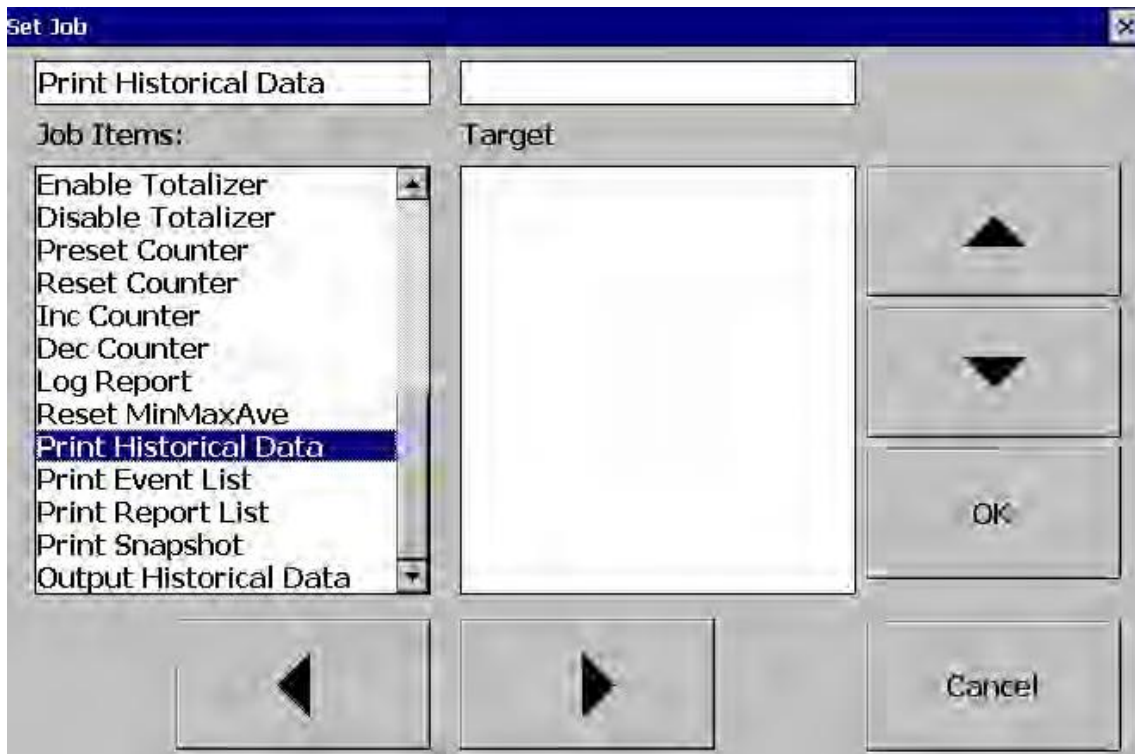 Set Job
Print Historical Data
Job Items:
Target
Enable Totalizer
Disable Totalizer
Preset Counter
Reset Counter
Inc Counter
Dec Counter
Log Report
Reset MinMaxAve
Print Historical Data
Print Event List
Print Report List
Print Snapshot
Output Historical Data
OK
Cancel